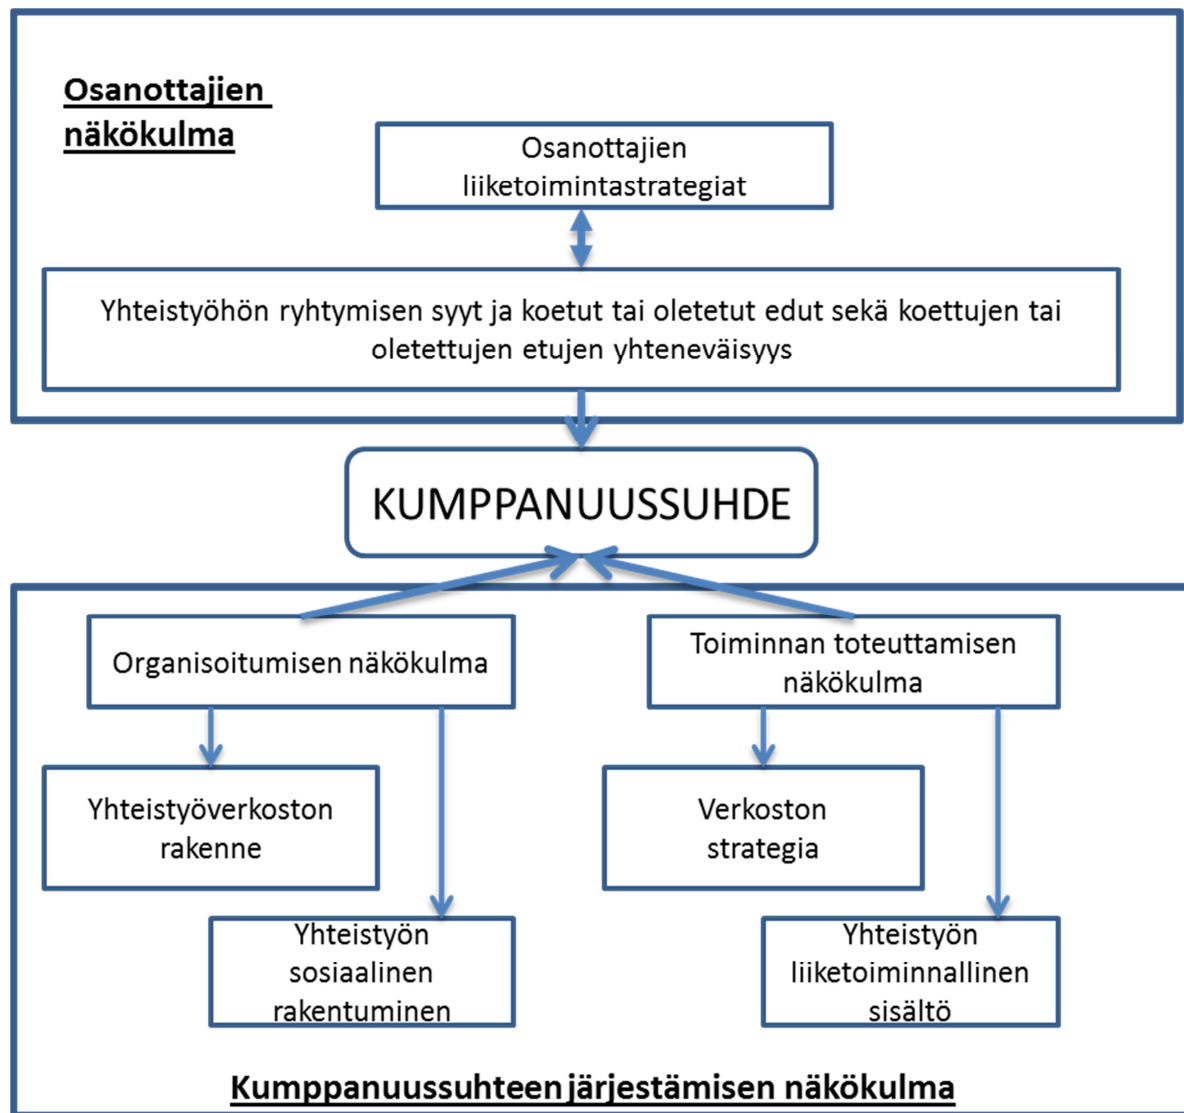 Osanottajien
näkökulma
Osanottajien
liiketoimintastrategiat
Yhteistyöhön ryhtymisen syyt ja koetut tai oletetut edut sekä koettujen tai
oletettujen etujen yhteneväisyys
KUMPPANUUSSUHDE
Organisoitumisen näkökulma
Toiminnan toteuttamisen
näkökulma
Yhteistyöverkoston
rakenne
Verkoston
strategia
Yhteistyön
sosiaalinen
rakentuminen
Yhteistyön
liiketoiminnallinen
sisältö
Kumppanuussuhteen järjestämisen näkökulma